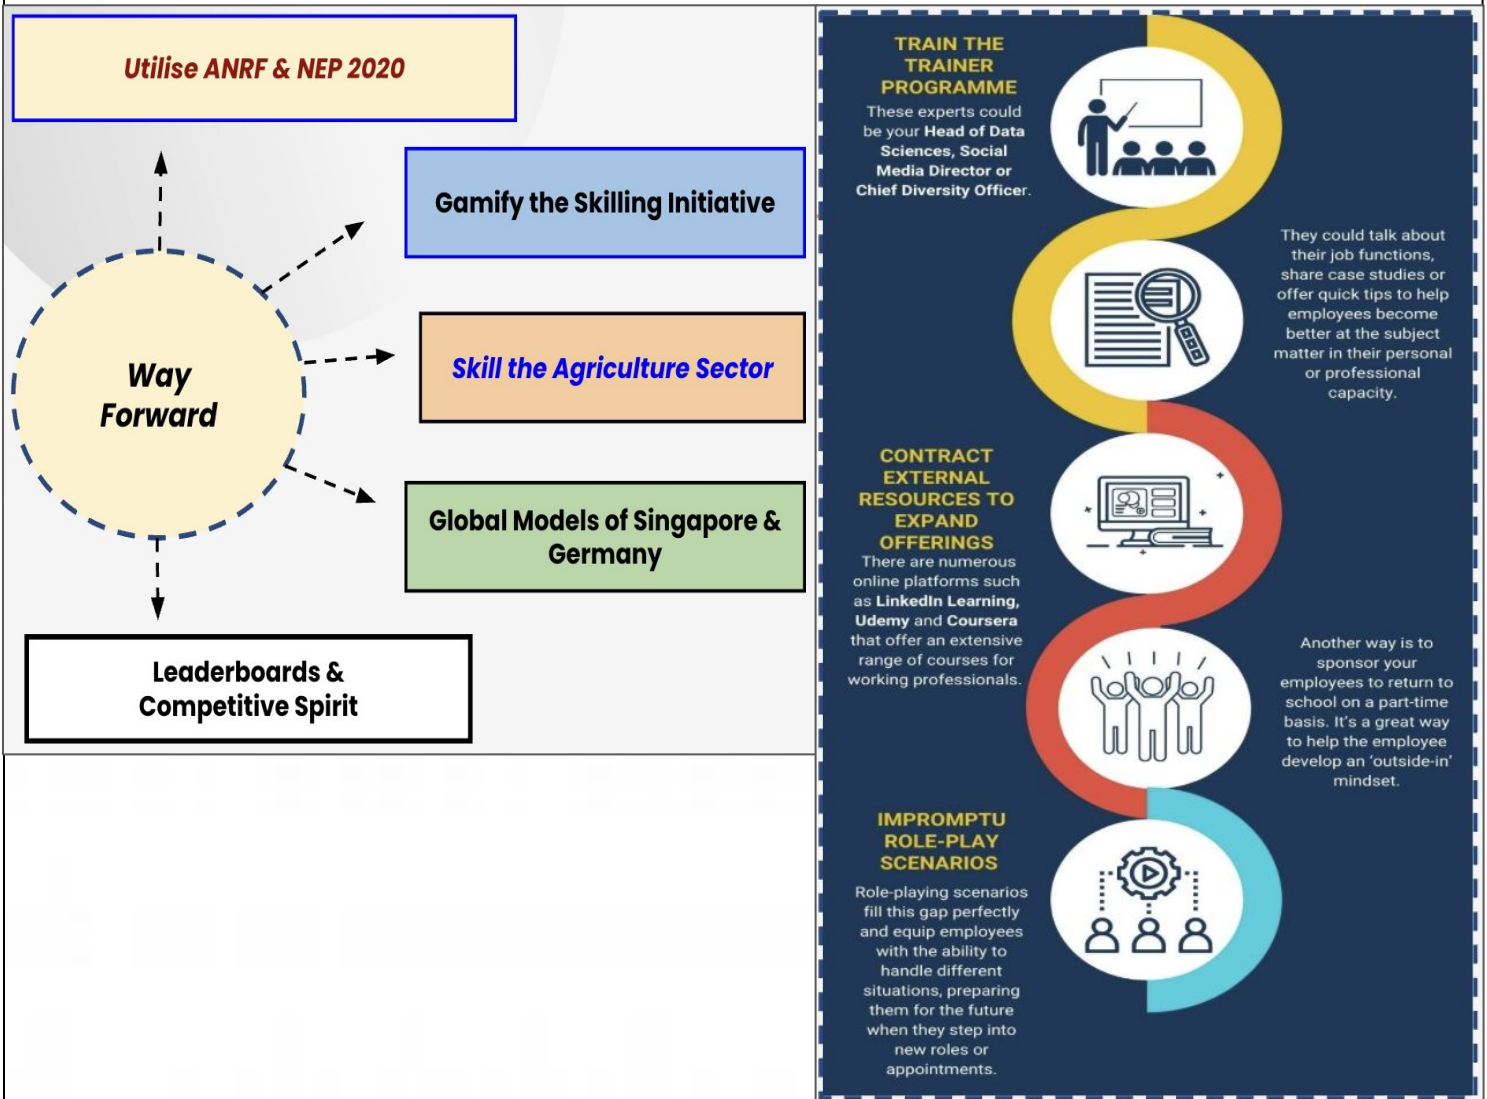 Utilise ANRF & NEP 2020
Gamify the Skilling Initiative
Skill the Agriculture Sector
Way
Forward
Global Models of Singapore &
Germany
Leaderboards &
Competitive Spirit
TRAIN THE
TRAINER
PROGRAMME
These experts could
be your Head of Data
Sciences, Social
Media Director or
Chief Diversity Officer.
They could talk about
their job functions,
share case studies or
offer quick tips to help
employees become
better at the subject
matter in their personal
or professional
capacity.
CONTRACT
EXTERNAL
RESOURCES TO
EXPAND
OFFERINGS
There are numerous
online platforms such
as LinkedIn Learning,
Udemy and Coursera
that offer an extensive
range of courses for
working professionals.
Another way is to
sponsor your
employees to return to
school on a part-time
basis. It's a great way
to help the employee
develop an 'outside-in'
mindset.
IMPROMPTU
ROLE-PLAY
SCENARIOS
Role-playing scenarios
fill this gap perfectly
and equip employees
with the ability to
handle different
situations, preparing
them for the future
when they step into
new roles or
appointments.